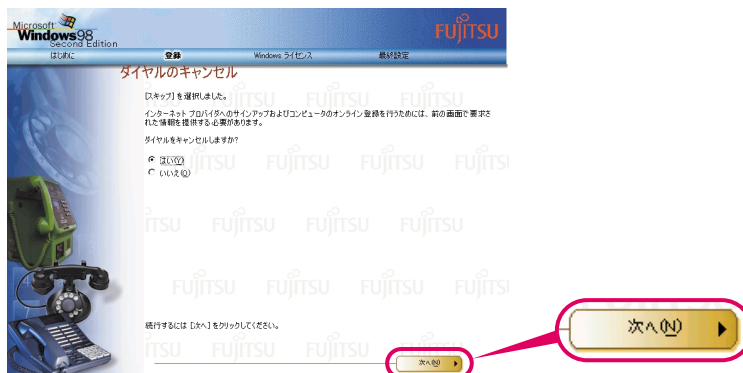 Microsoft
Windows98
Second Edition
FUJITSU
はじめに 登録 Windows ライセンス 最終設定
ダイヤルのキャンセル
[スキップ] を選択しました。
インターネット プロバイダへのサインアップおよびコンピュータのオンライン登録を行うためには、前の画面で要求さ
れた情報を提供する必要があります。
ダイヤルをキャンセルしますか?
はい(Y)
いいえ(O)
続行するには [次へ] をクリックしてください。
次へ(N)
次へ(N)